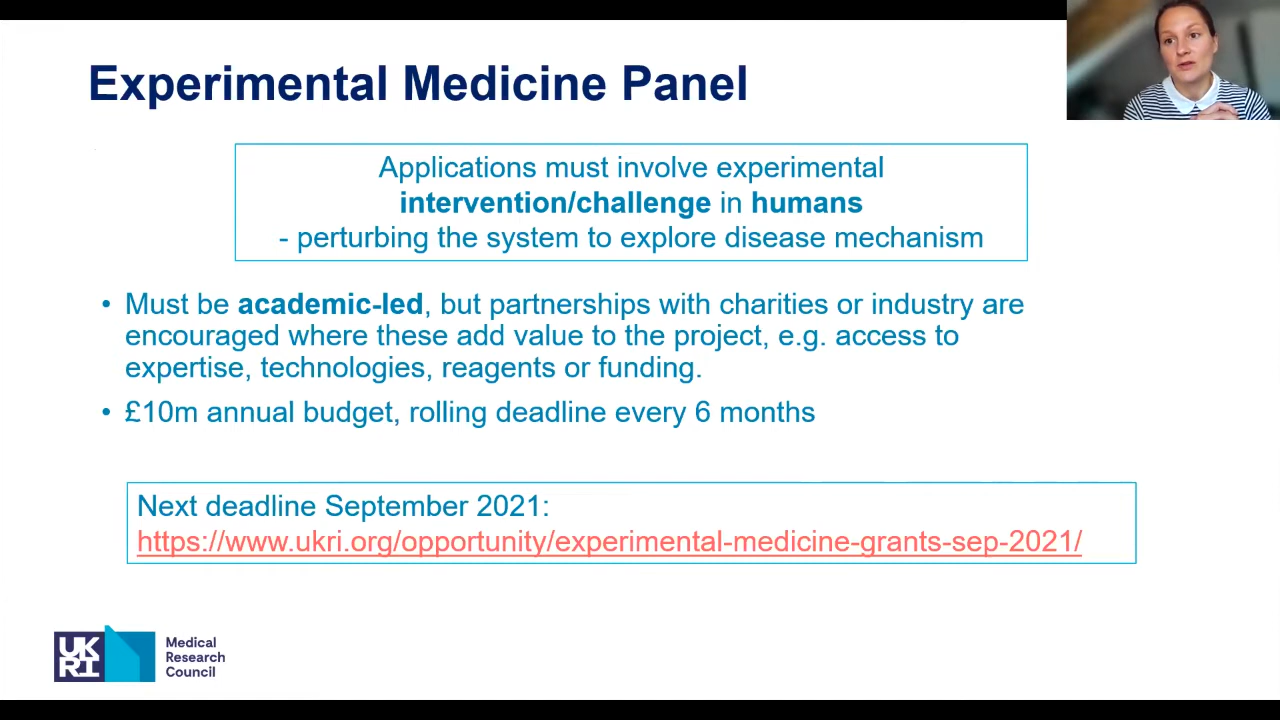 Experimental Medicine Panel
Applications must involve experimental
intervention/challenge in humans
- perturbing the system to explore disease mechanism
• Must be academic-led, but partnerships with charities or industry are
encouraged where these add value to the project, e.g. access to
expertise, technologies, reagents or funding.
• £10m annual budget, rolling deadline every 6 months
Next deadline September 2021:
https://www.ukri.org/opportunity/experimental-medicine-grants-sep-2021/
UK
RI
Medical
Research
Council